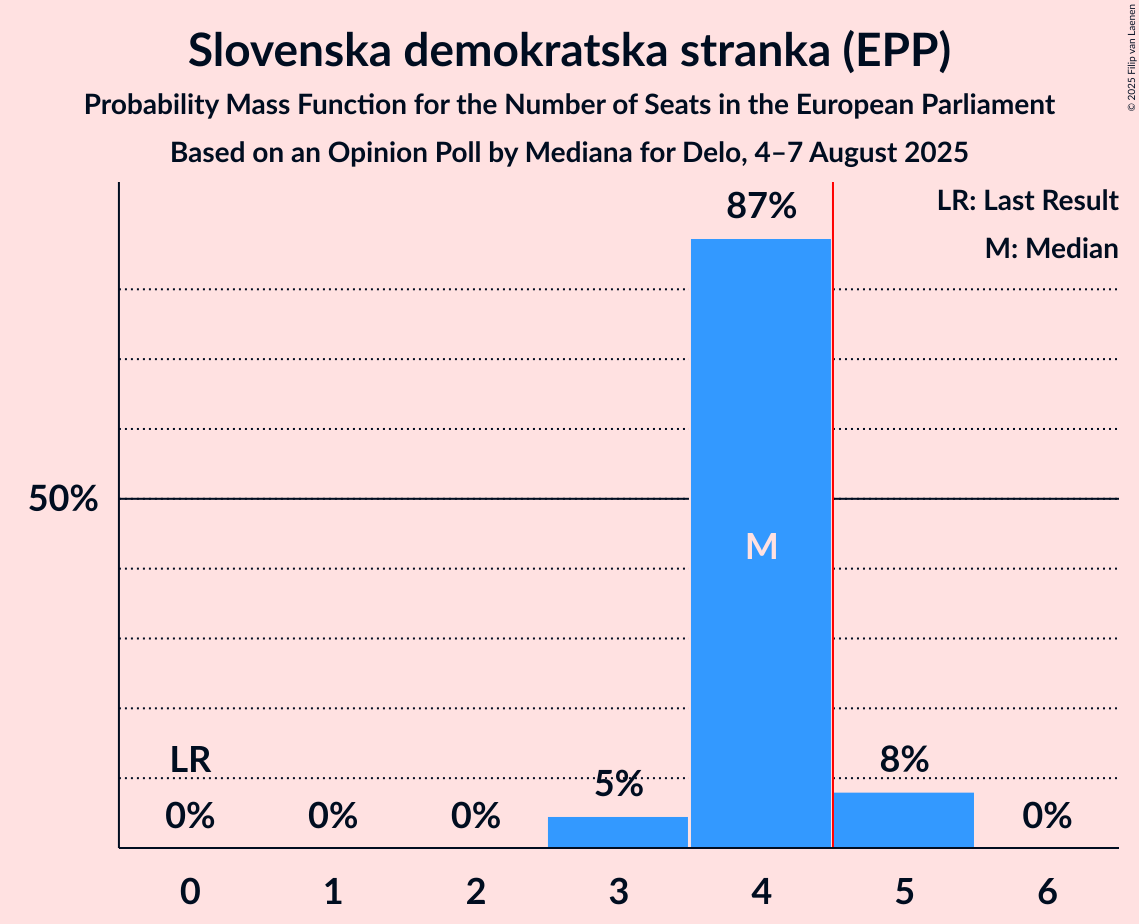 Slovenska demokratska stranka (EPP)
Probability Mass Function for the Number of Seats in the European Parliament
Based on an Opinion Poll by Mediana for Delo, 4–7 August 2025
© 2025 Filip van Laenen
LR: Last Result
M: Median
87%
50%
M
LR
5%
8%
0%
0%
0%
0%
0
1
2
3
4
5
6